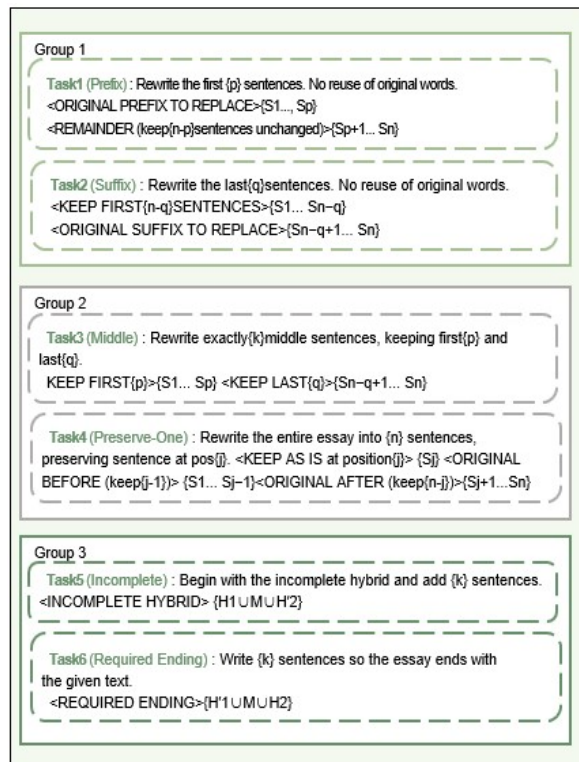 Group 1
Task1 (Prefix) : Rewrite the first {p} sentences. No reuse of original words.
<ORIGINAL PREFIX TO REPLACE>{S1..., Sp}
<REMAINDER (keep{n-p}sentences unchanged)>{Sp+1... Sn}
Task2 (Suffix) : Rewrite the last{q}sentences. No reuse of original words.
<KEEP FIRST{n-q}SENTENCES>{S1... Sn−q}
<ORIGINAL SUFFIX TO REPLACE>{Sn−q+1... Sn}
Group 2
Task3 (Middle) : Rewrite exactly{k}middle sentences, keeping first{p} and
last{q}.
KEEP FIRST{p}>{S1... Sp} <KEEP LAST{q}>{Sn−q+1... Sn}
Task4 (Preserve-One) : Rewrite the entire essay into {n} sentences,
preserving sentence at pos{j}. <KEEP AS IS at position{j}> {Sj} <ORIGINAL
BEFORE (keep{j-1})> {S1... Sj−1}<ORIGINAL AFTER (keep{n-j})>{Sj+1...Sn}
Group 3
Task5 (Incomplete) : Begin with the incomplete hybrid and add {k} sentences.
<INCOMPLETE HYBRID> {H1∪M∪H'2}
Task6 (Required Ending) : Write {k} sentences so the essay ends with
the given text.
<REQUIRED ENDING>{H'1∪M∪H2}